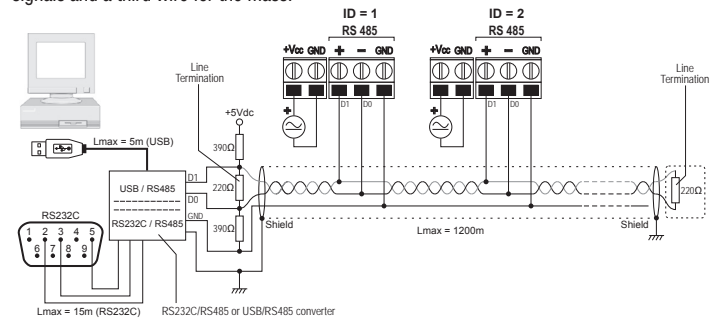 signals and a third wire for the mass.
ID = 1
ID = 2
RS 485
RS 485
+Vcc GND + − GND
+Vcc GND + − GND
Line
Termination
Line
Termination
D1 D0
D1 D0
+5Vdc
Lmax = 5m (USB)
390Ω
D1
USB / RS485
220Ω
220Ω
D0
RS232C
GND
RS232C / RS485
390Ω
Shield
Shield
1 2 3 4 5
6 7 8 9
Lmax = 1200m
Lmax = 15m (RS232C)
RS232C/RS485 or USB/RS485 converter